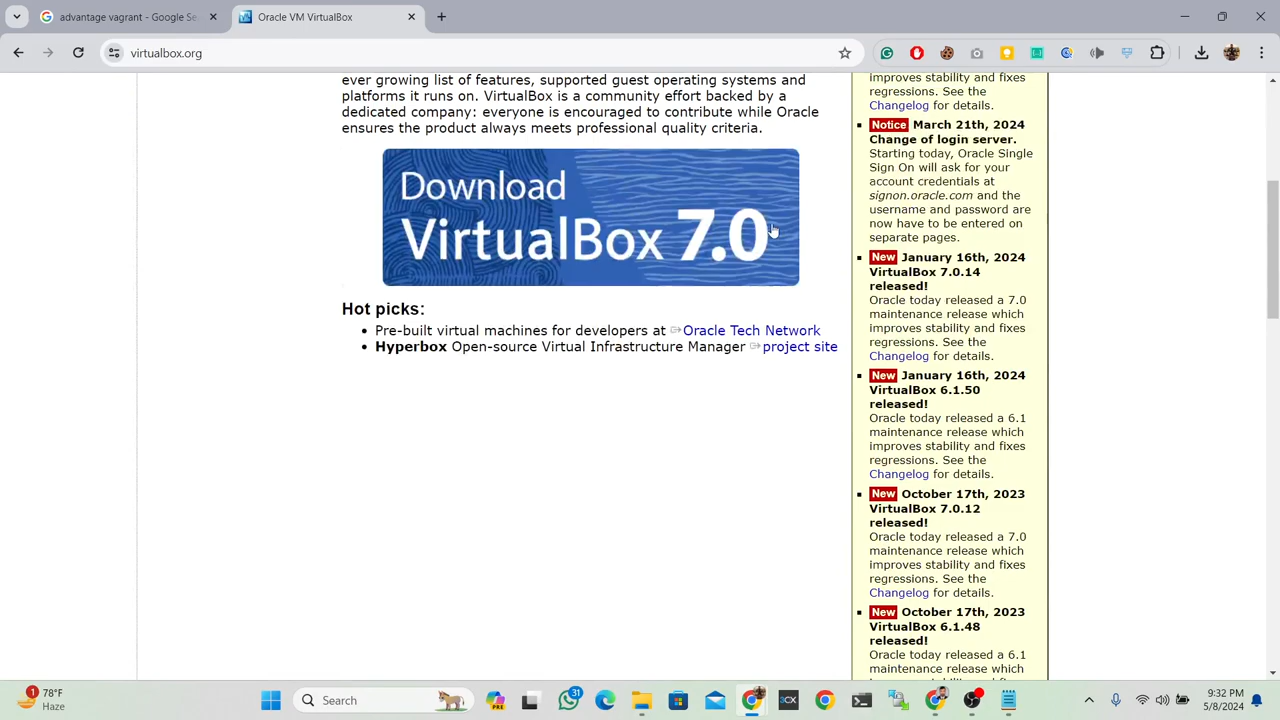 advantage vagrant - Google Se
Oracle VM VirtualBox
virtualbox.org
ever growing list of features, supported guest operating systems and
platforms it runs on. VirtualBox is a community effort backed by a
dedicated company: everyone is encouraged to contribute while Oracle
ensures the product always meets professional quality criteria.
Download
VirtualBox 7.0
Hot picks:
Pre-built virtual machines for developers at Oracle Tech Network
Hyperbox Open-source Virtual Infrastructure Manager project site
improves stability and fixes
regressions. See the
Changelog for details.
Notice March 21th, 2024
Change of login server.
Starting today, Oracle Single
Sign On will ask for your
account credentials at
signon.oracle.com and the
username and password are
now have to be entered on
separate pages.
New January 16th, 2024
VirtualBox 7.0.14
released!
Oracle today released a 7.0
maintenance release which
improves stability and fixes
regressions. See the
Changelog for details.
New January 16th, 2024
VirtualBox 6.1.50
released!
Oracle today released a 6.1
maintenance release which
improves stability and fixes
regressions. See the
Changelog for details.
New October 17th, 2023
VirtualBox 7.0.12
released!
Oracle today released a 7.0
maintenance release which
improves stability and fixes
regressions. See the
Changelog for details.
New October 17th, 2023
VirtualBox 6.1.48
released!
Oracle today released a 6.1
maintenance release which
1
78°F
Haze
Search
PRE
31
3CX
9:32 PM
5/8/2024